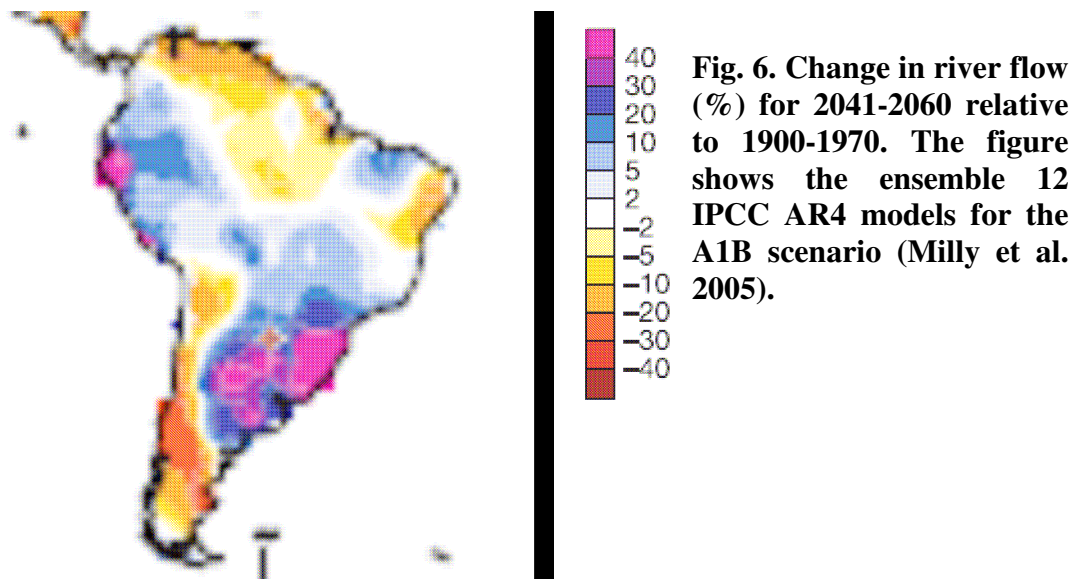 40
30
20
10
5
2
−2
−5
−10
−20
−30
−40
Fig. 6. Change in river flow
(%) for 2041-2060 relative
to 1900-1970. The figure
shows the ensemble 12
IPCC AR4 models for the
A1B scenario (Milly et al.
2005).